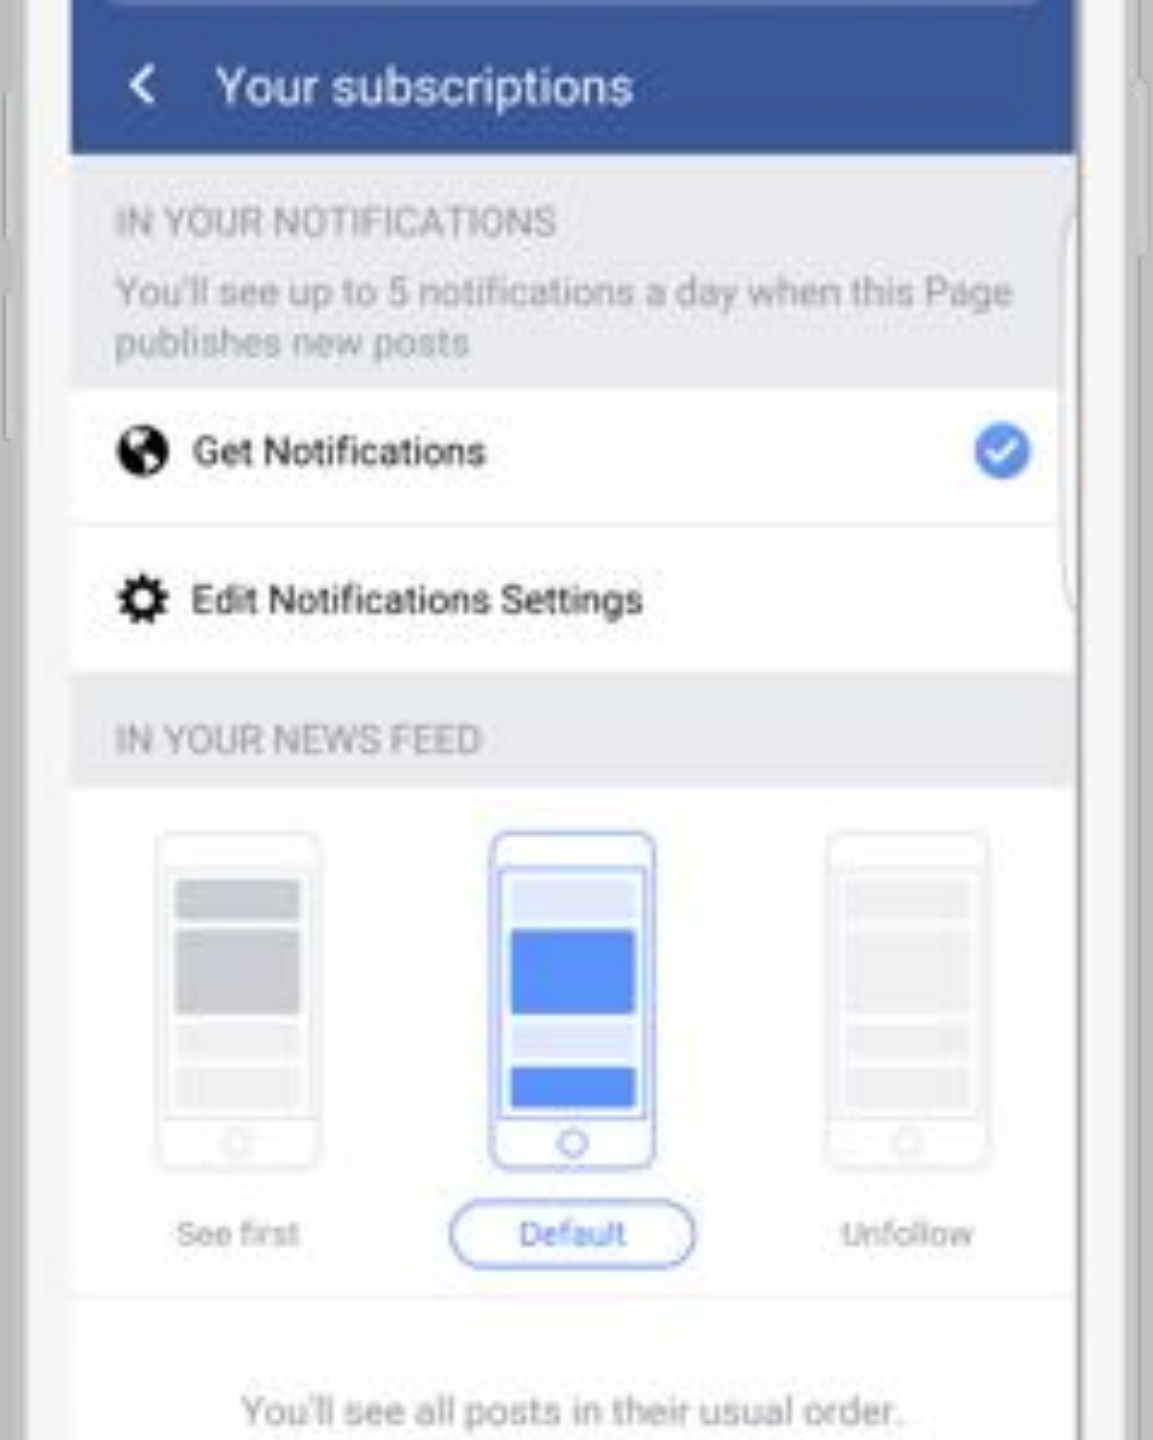 Your subscriptions
IN YOUR NOTIFICATIONS
You'll see up to 5 notifications a day when this Page
publishes new posts
Get Notifications
Edit Notifications Settings
IN YOUR NEWS FEED
See first
Default
Unfollow
You'll see all posts in their usual order.